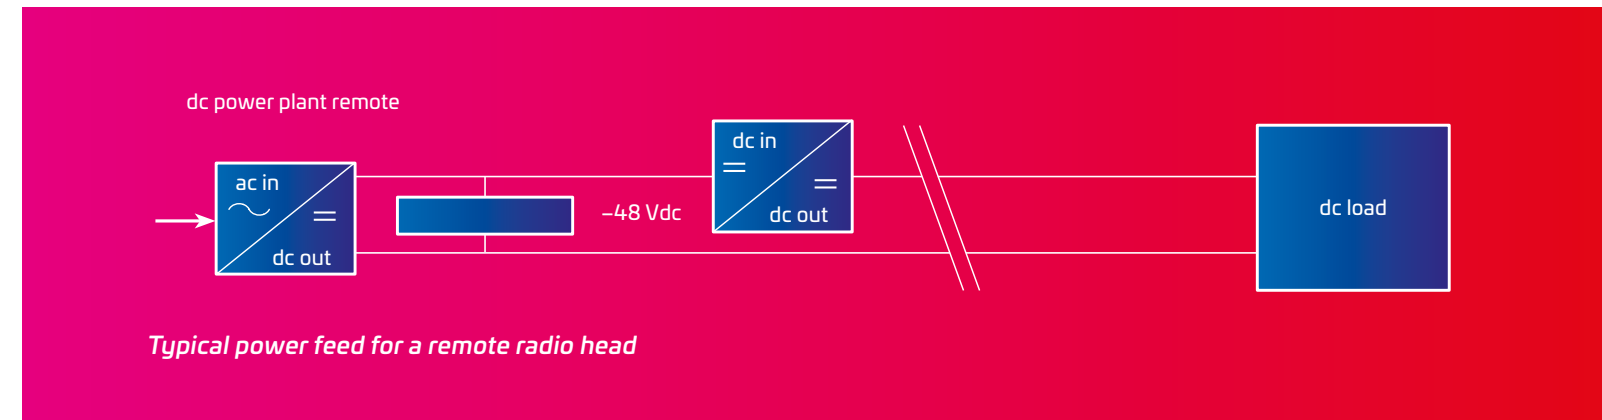 dc power plant remote
ac in
dc out
–48 Vdc
dc in
dc out
dc load
Typical power feed for a remote radio head